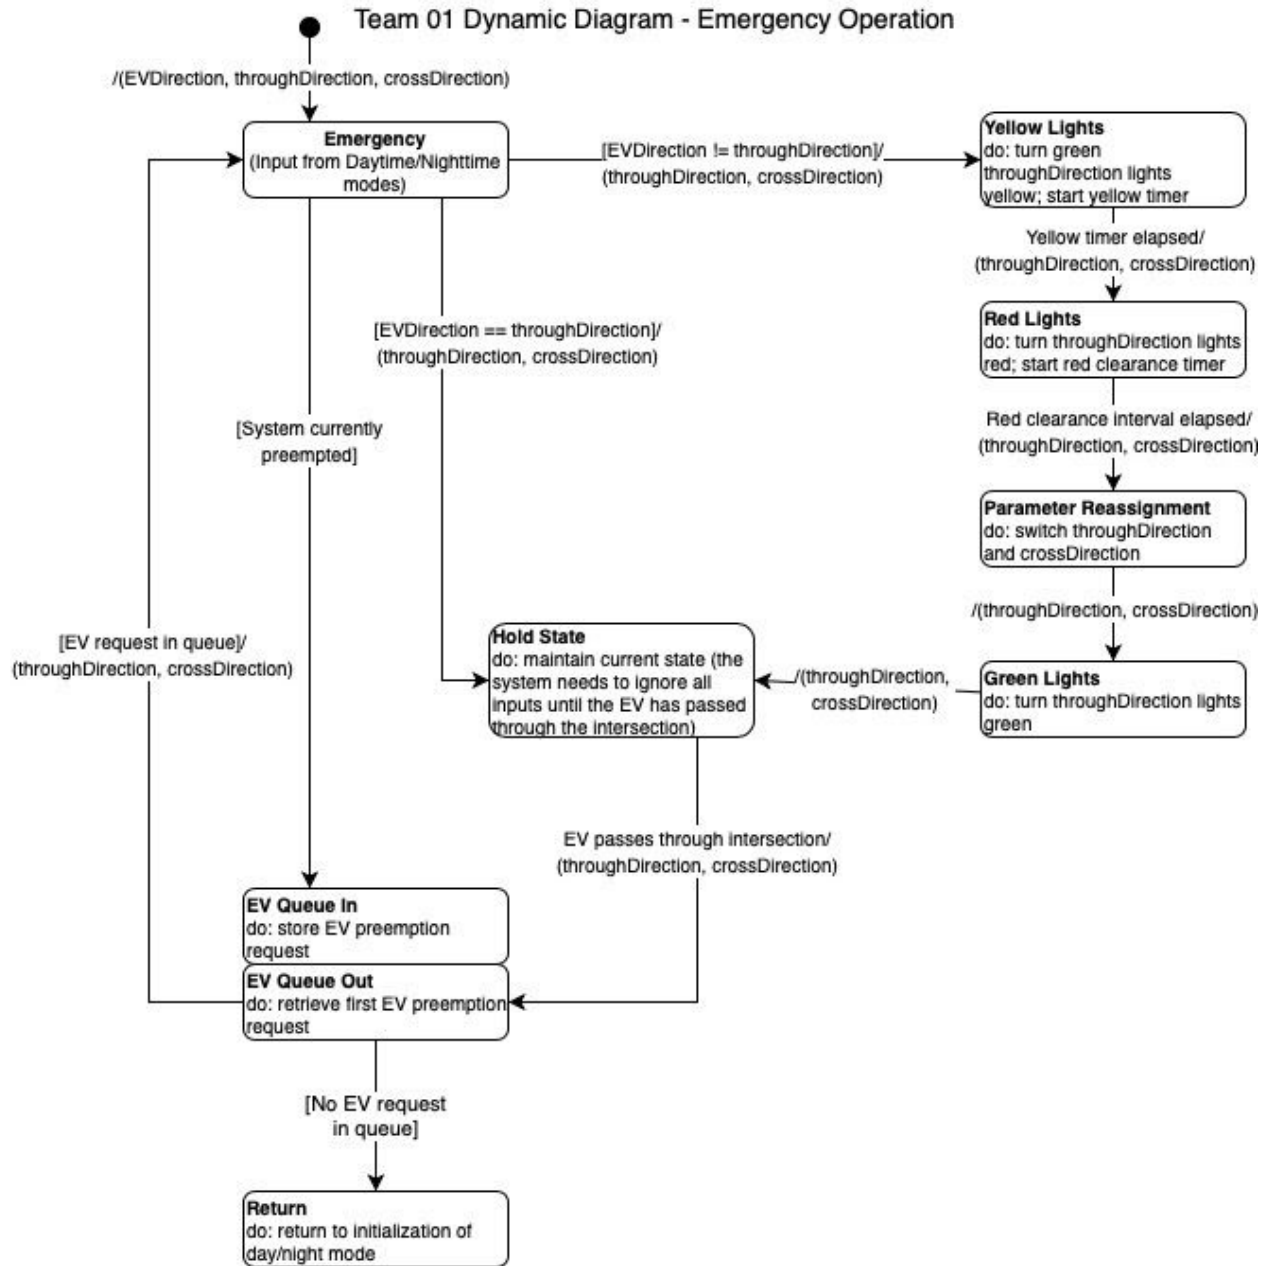 Team 01 Dynamic Diagram - Emergency Operation
/(EVDirection, throughDirection, crossDirection)
Emergency
(Input from Daytime/Nighttime
modes)
[EVDirection != throughDirection]/
(throughDirection, crossDirection)
Yellow Lights
do: turn green
throughDirection lights
yellow; start yellow timer
Yellow timer elapsed/
(throughDirection, crossDirection)
Red Lights
do: turn throughDirection lights
red; start red clearance timer
[EVDirection == throughDirection]/
(throughDirection, crossDirection)
Red clearance interval elapsed/
(throughDirection, crossDirection)
[System currently
preempted]
Parameter Reassignment
do: switch throughDirection
and crossDirection
/(throughDirection, crossDirection)
[EV request in queue]/
(throughDirection, crossDirection)
Hold State
do: maintain current state (the
system needs to ignore all
inputs until the EV has passed
through the intersection)
/(throughDirection,
crossDirection)
Green Lights
do: turn throughDirection lights
green
EV passes through intersection/
(throughDirection, crossDirection)
EV Queue In
do: store EV preemption
request
EV Queue Out
do: retrieve first EV preemption
request
[No EV request
in queue]
Return
do: return to initialization of
day/night mode